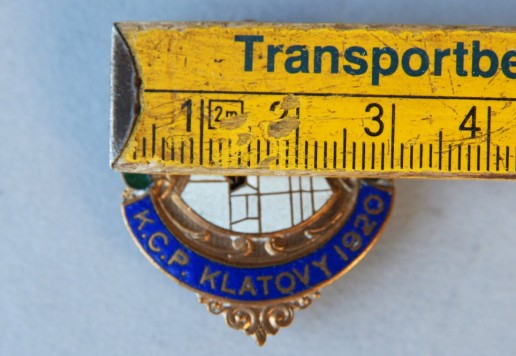 Transportbe
1 2m 2 3 4
K.C.P. KLATOVY 1920